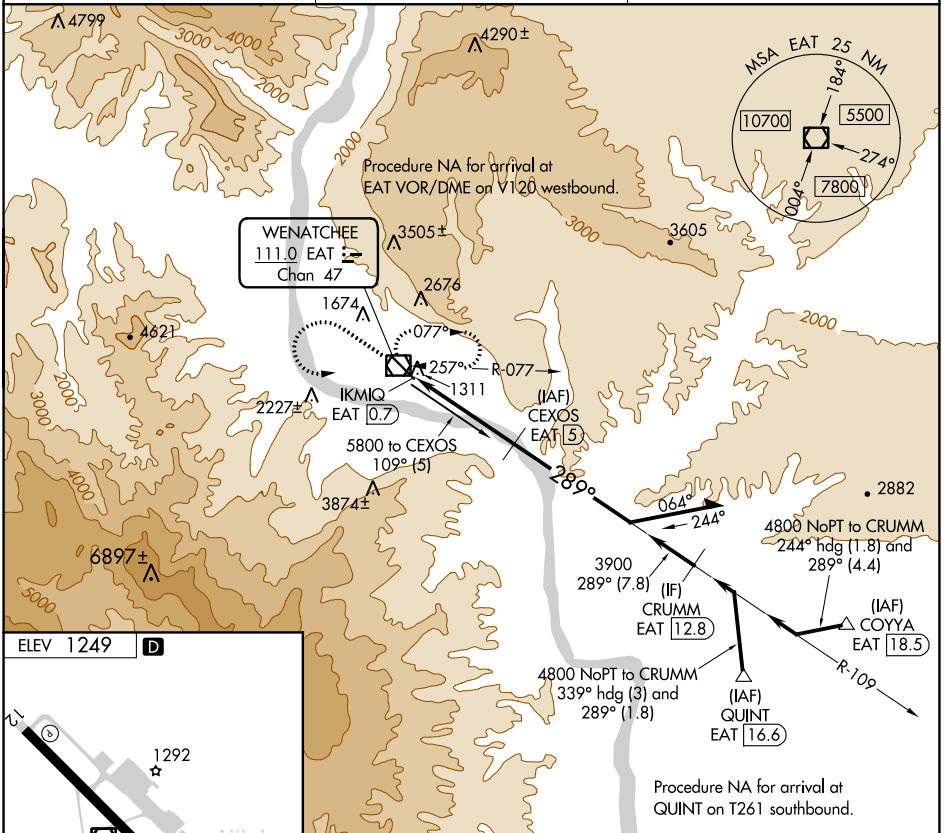 4799
3000
4000
2000
4290±
MSA EAT 25 NM
184°
10700
5500
274°
7800
004°
2000
Procedure NA for arrival at
EAT VOR/DME on V120 westbound.
3000
3605
WENATCHEE
111.0 EAT
Chan 47
3505±
2676
1674
4621
2000
2000
3000
077°
257°
R-077
1311
IKMIQ
EAT 0.7
(IAF)
CEXOS
EAT 5
2227±
5800 to CEXOS
109° (5)
4000
3874±
289°
064°
244°
2882
4800 NoPT to CRUMM
244° hdg (1.8) and
289° (4.4)
6897±
5000
3900
289° (7.8)
(IF)
CRUMM
EAT 12.8
(IAF)
COYYA
EAT 18.5
R-109
4800 NoPT to CRUMM
339° hdg (3) and
289° (1.8)
(IAF)
QUINT
EAT 16.6
Procedure NA for arrival at
QUINT on T261 southbound.
ELEV 1249 D
12
P
1292